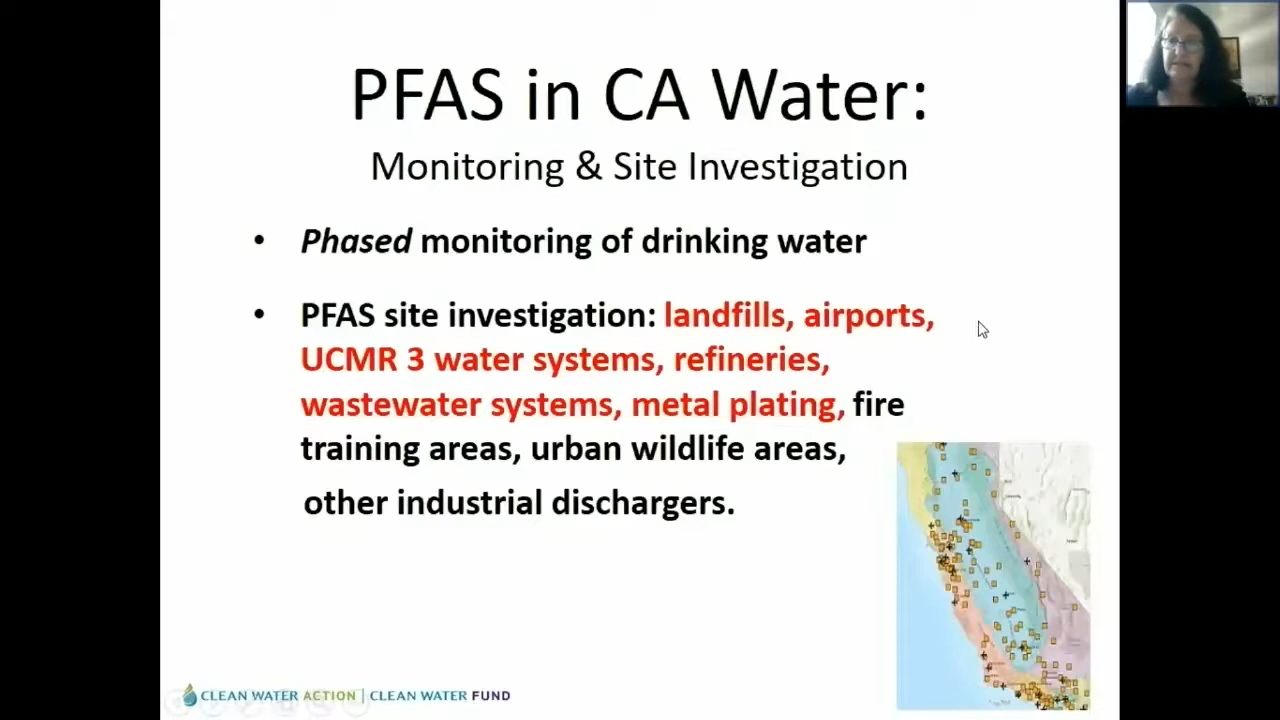 PFAS in CA Water:
Monitoring & Site Investigation
• Phased monitoring of drinking water
• PFAS site investigation: landfills, airports,
UCMR 3 water systems, refineries,
wastewater systems, metal plating, fire
training areas, urban wildlife areas,
other industrial dischargers.
CLEAN WATER ACTION | CLEAN WATER FUND